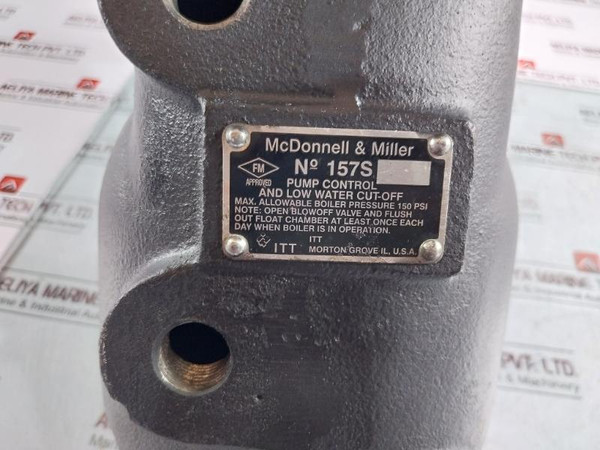 McDonnell & Miller
FM
APPROVED
Nº 157S
PUMP CONTROL
AND LOW WATER CUT-OFF
MAX. ALLOWABLE BOILER PRESSURE 150 PSI
NOTE: OPEN BLOWOFF VALVE AND FLUSH
OUT FLOAT CHAMBER AT LEAST ONCE EACH
DAY WHEN BOILER IS IN OPERATION.
ITT
ITT
MORTON GROVE IL, U.S.A.